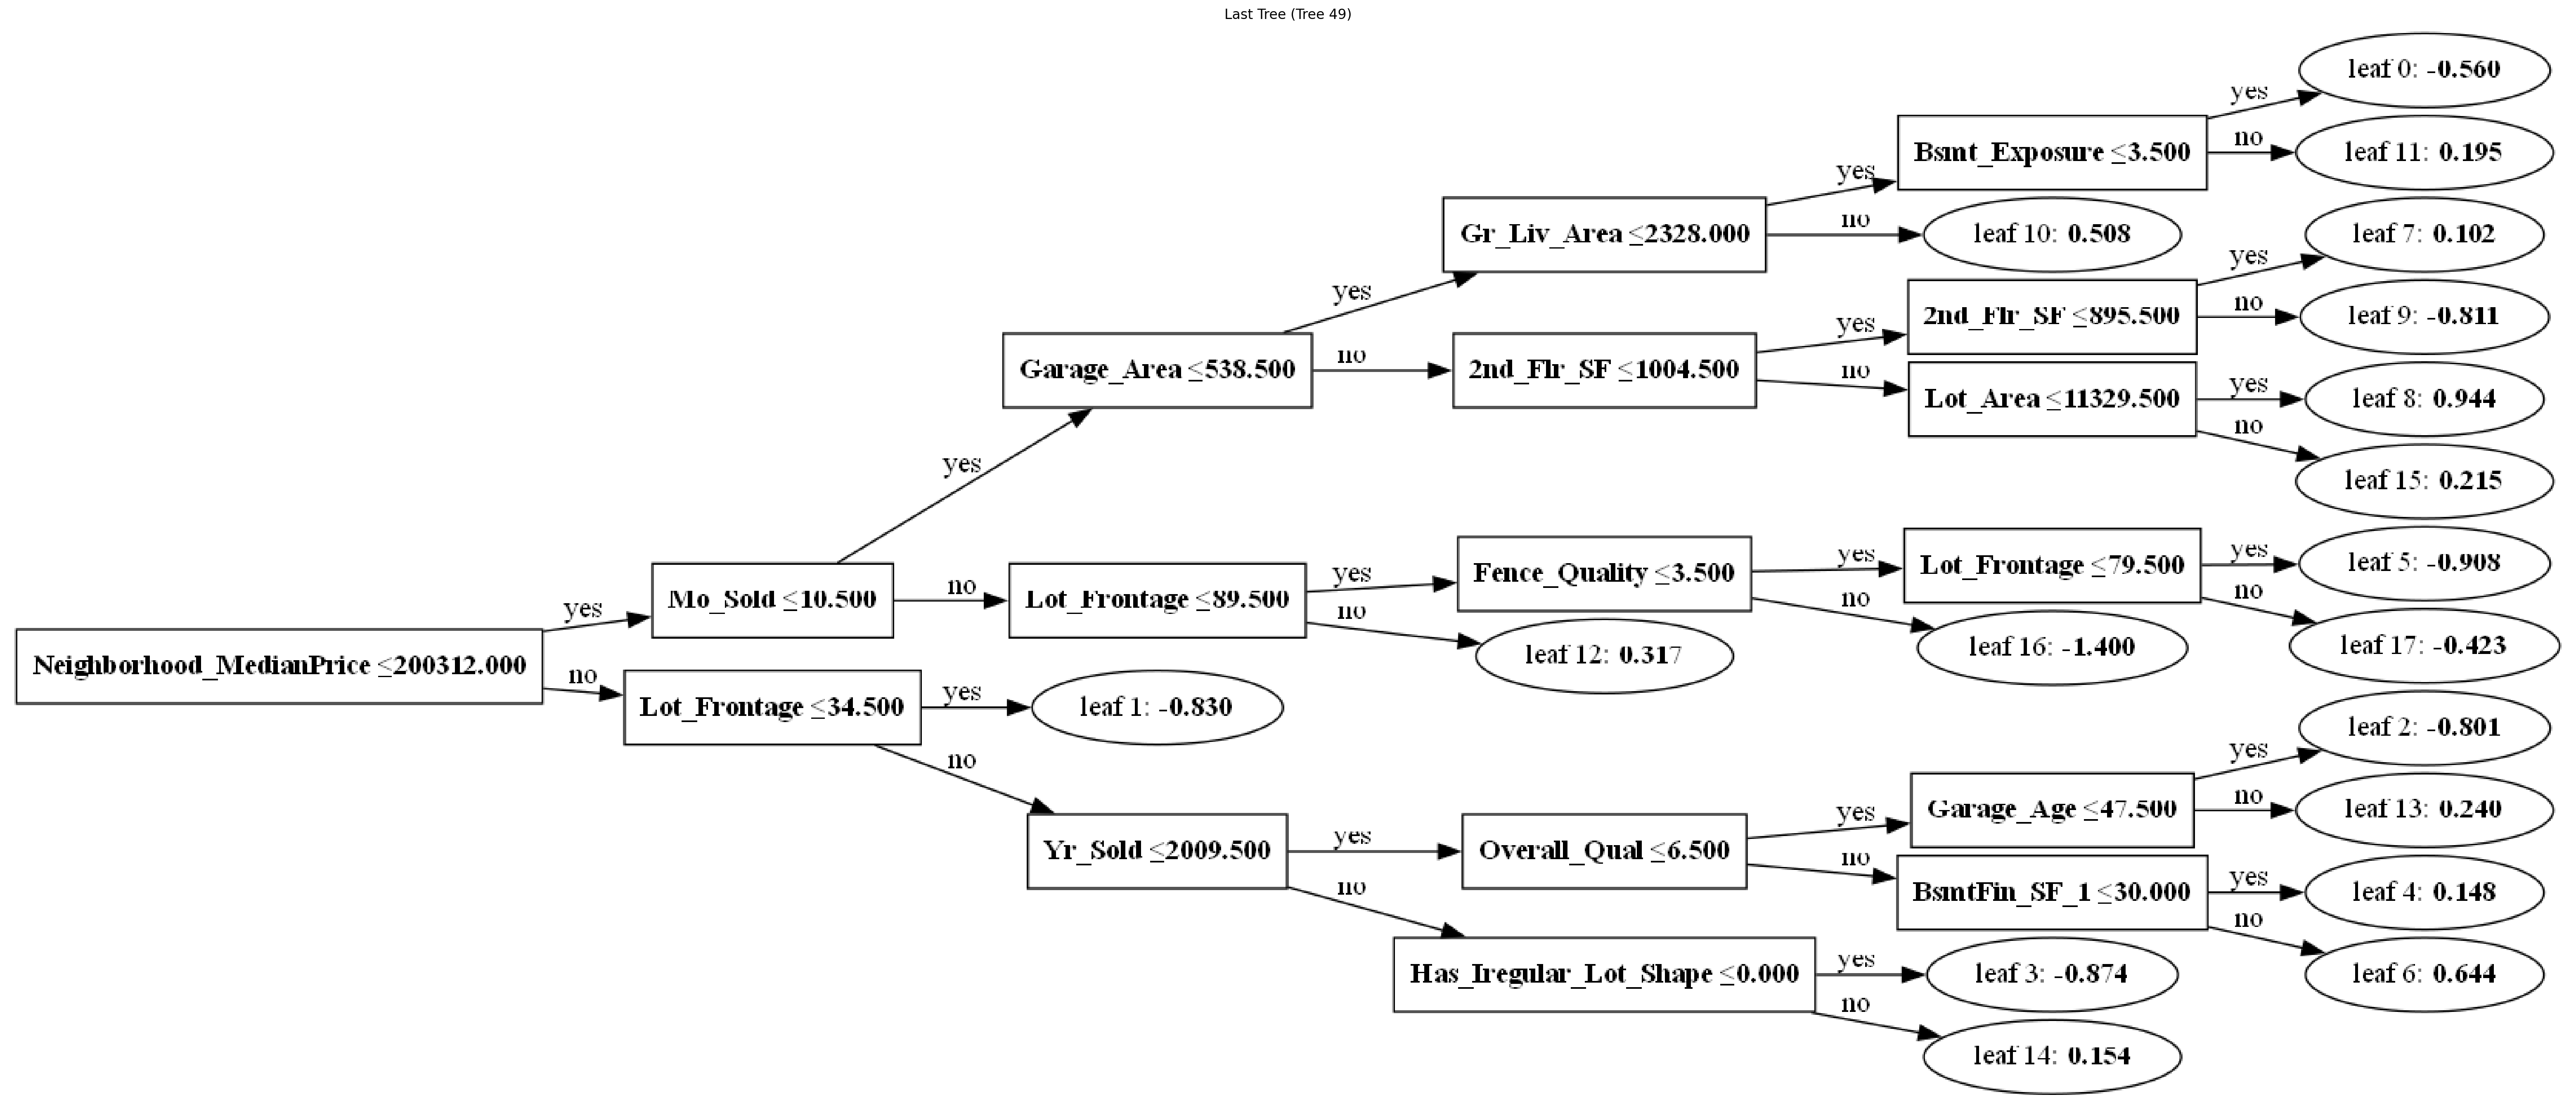 Last Tree (Tree 49)
leaf 0: -0.560
yes
Bsmt_Exposure ≤3.500
no
leaf 11: 0.195
yes
Gr_Liv_Area ≤2328.000
no
leaf 10: 0.508
leaf 7: 0.102
yes
yes
2nd_Flr_SF ≤895.500
no
leaf 9: -0.811
yes
Garage_Area ≤538.500
no
2nd_Flr_SF ≤1004.500
no
Lot_Area ≤11329.500
yes
leaf 8: 0.944
no
leaf 15: 0.215
yes
Mo_Sold ≤10.500
no
Lot_Frontage ≤89.500
yes
Fence_Quality ≤3.500
yes
Lot_Frontage ≤79.500
yes
leaf 5: -0.908
no
leaf 17: -0.423
no
leaf 16: -1.400
no
leaf 12: 0.317
yes
Neighborhood_MedianPrice ≤200312.000
no
Lot_Frontage ≤34.500
yes
leaf 1: -0.830
no
leaf 2: -0.801
yes
Garage_Age ≤47.500
no
leaf 13: 0.240
yes
Yr_Sold ≤2009.500
yes
Overall_Qual ≤6.500
no
BsmtFin_SF_1 ≤30.000
yes
leaf 4: 0.148
no
leaf 6: 0.644
no
Has_Iregular_Lot_Shape ≤0.000
yes
leaf 3: -0.874
no
leaf 14: 0.154